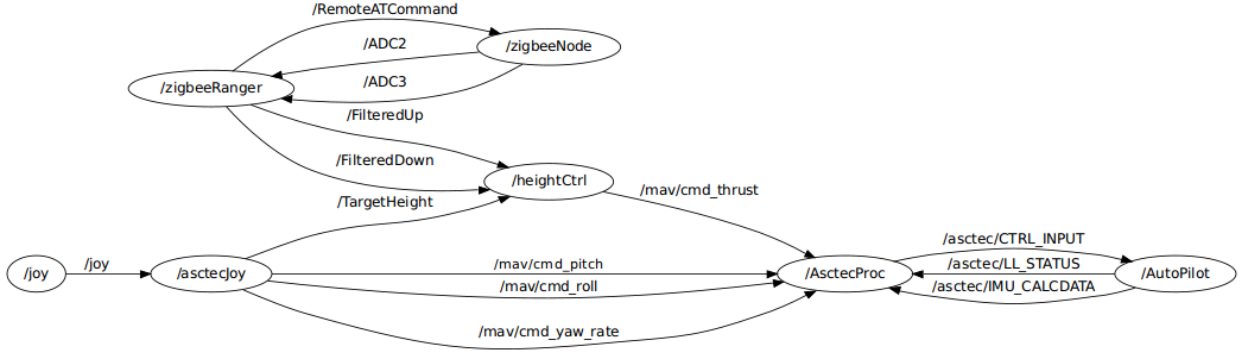 /RemoteATCommand
/ADC2
/zigbeeNode
/zigbeeRanger
/ADC3
/FilteredUp
/FilteredDown
/heightCtrl
/mav/cmd_thrust
/TargetHeight
/joy
/joy
/asctecJoy
/mav/cmd_pitch
/mav/cmd_roll
/mav/cmd_yaw_rate
/AsctecProc
/asctec/CTRL_INPUT
/asctec/LL_STATUS
/asctec/IMU_CALCDATA
/AutoPilot